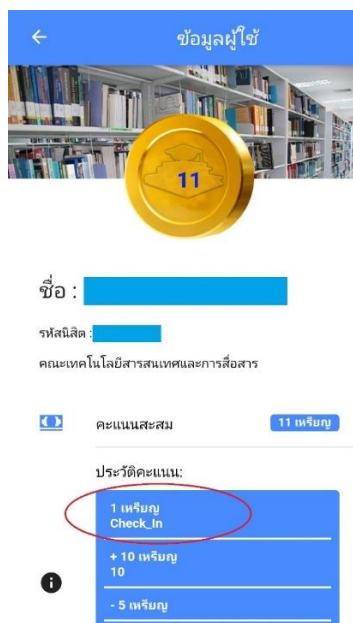 ข้อมูลผู้ใช้
11
ชื่อ :
รหัสนิสิต :
คณะเทคโนโลยีสารสนเทศและการสื่อสาร
คะแนนสะสม
11 เหรียญ
ประวัติคะแนน:
1 เหรียญ
Check_In
+ 10 เหรียญ
10
- 5 เหรียญ